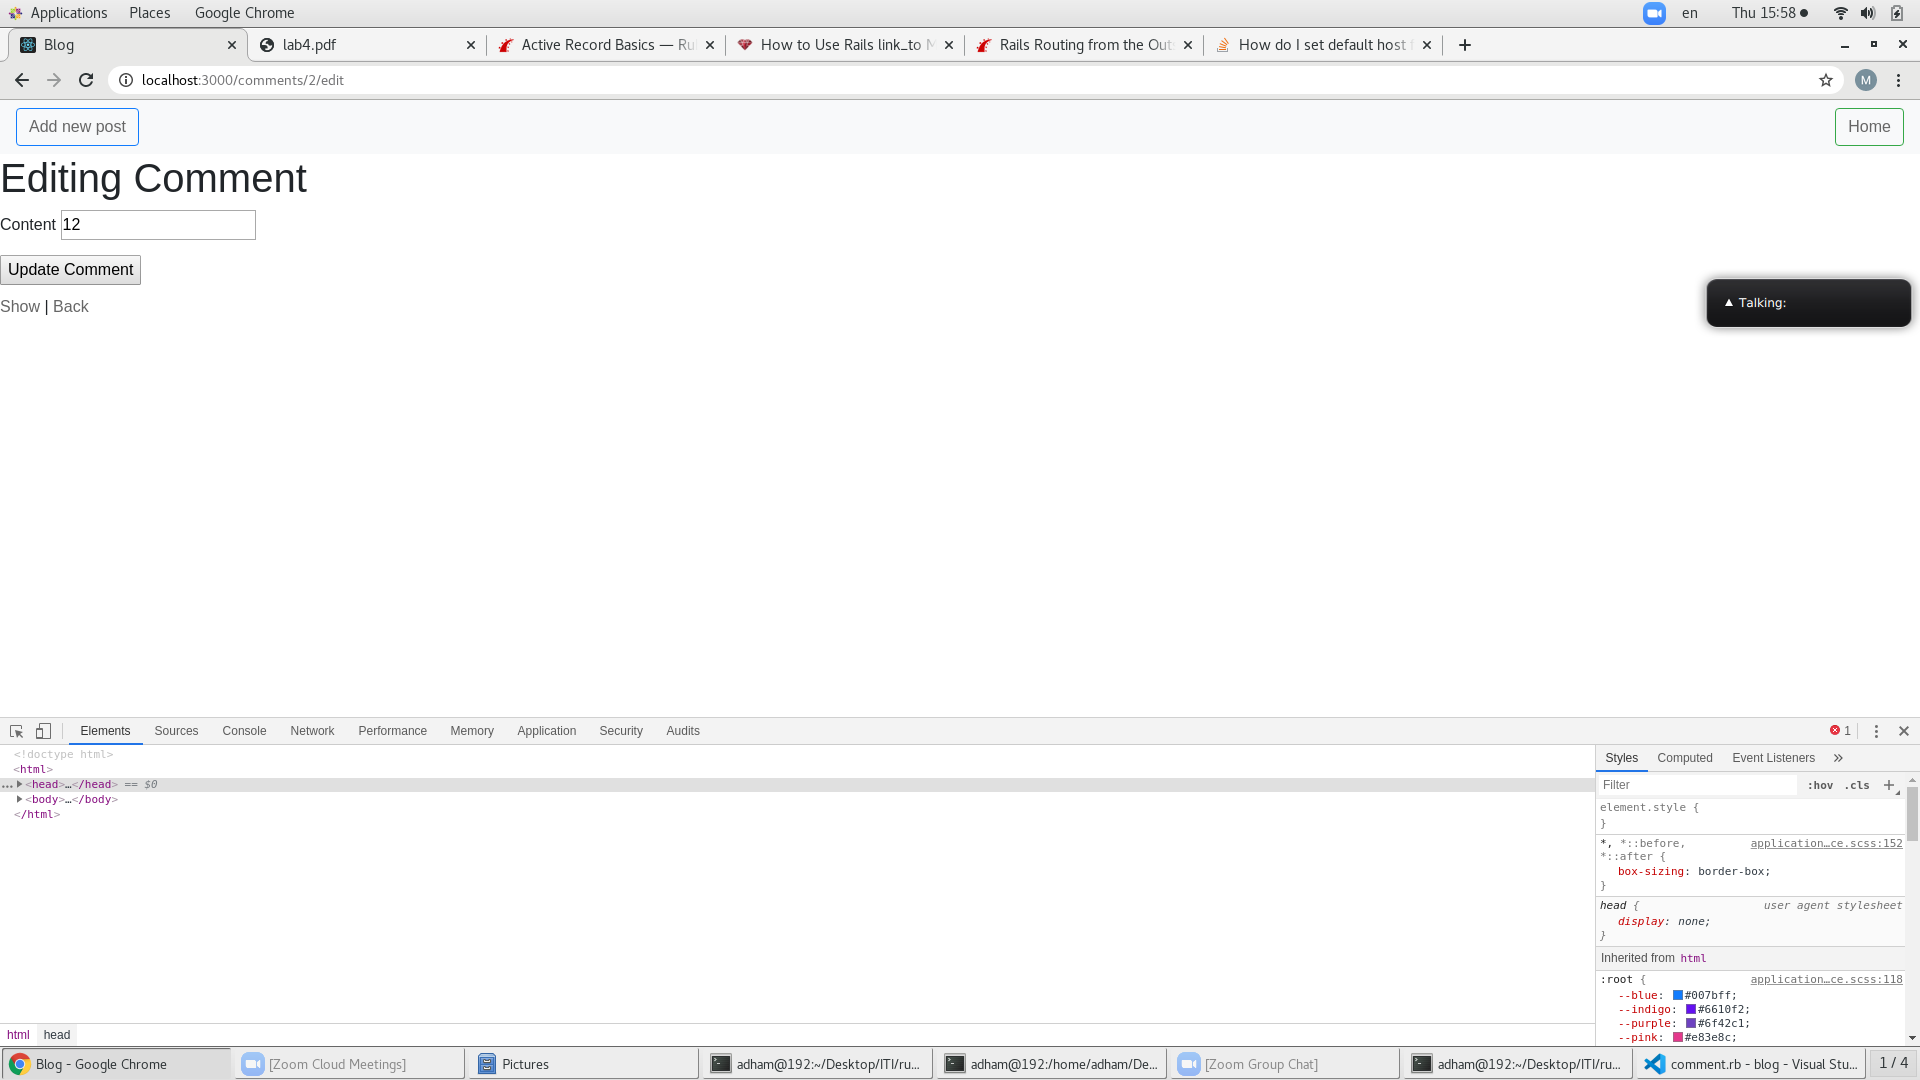 Applications Places Google Chrome en Thu 15:58
Blog lab4.pdf Active Record Basics — Ru How to Use Rails link_to Rails Routing from the Out How do I set default host
localhost:3000/comments/2/edit M
Add new post Home
Editing Comment
Content 12
Update Comment
Show | Back
Talking:
Elements Sources Console Network Performance Memory Application Security Audits 1
<!doctype html>
<html>
<head>…</head> == $0
<body>…</body>
</html>
Styles Computed Event Listeners »
Filter :hov .cls +
element.style {
}
*, *::before, application…ce.scss:152
*::after {
box-sizing: border-box;
}
head { user agent stylesheet
display: none;
}
Inherited from html
:root { application…ce.scss:118
--blue: #007bff;
--indigo: #6610f2;
--purple: #6f42c1;
--pink: #e83e8c;
html head
Blog - Google Chrome [Zoom Cloud Meetings] Pictures adham@192:~/Desktop/ITI/ru... adham@192:/home/adham/De... [Zoom Group Chat] adham@192:~/Desktop/ITI/ru... comment.rb - blog - Visual Stu... 1 / 4